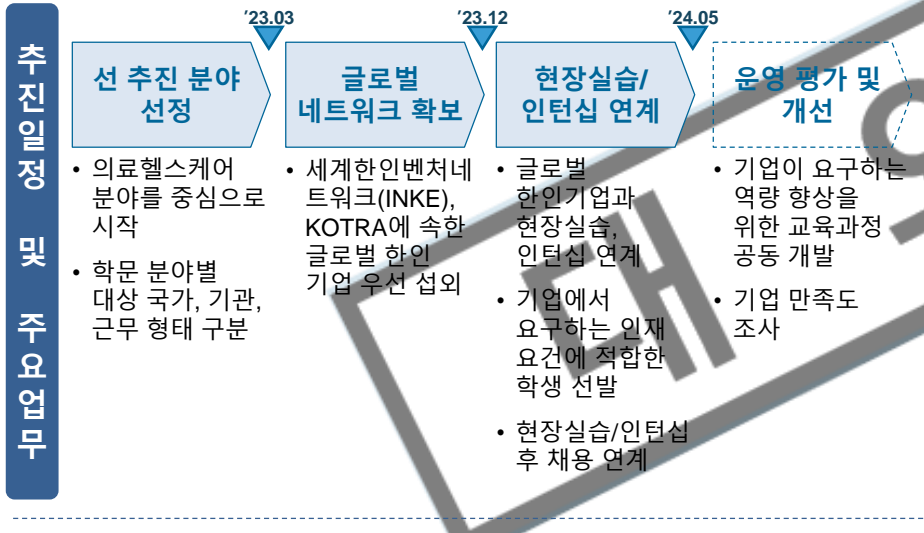 '23.03
'23.12
'24.05
추진일정 및 주요업무
선 추진 분야
선정
글로벌
네트워크 확보
현장실습/
인턴십 연계
운영 평가 및
개선
• 의료헬스케어
분야를 중심으로
시작
• 학문 분야별
대상 국가, 기관,
근무 형태 구분
• 세계한인벤처네
트워크(INKE),
KOTRA에 속한
글로벌 한인
기업 우선 섭외
• 글로벌
한인기업과
현장실습,
인턴십 연계
• 기업에서
요구하는 인재
요건에 적합한
학생 선발
• 현장실습/인턴십
후 채용 연계
• 기업이 요구하는
역량 향상을
위한 교육과정
공동 개발
• 기업 만족도
조사
대